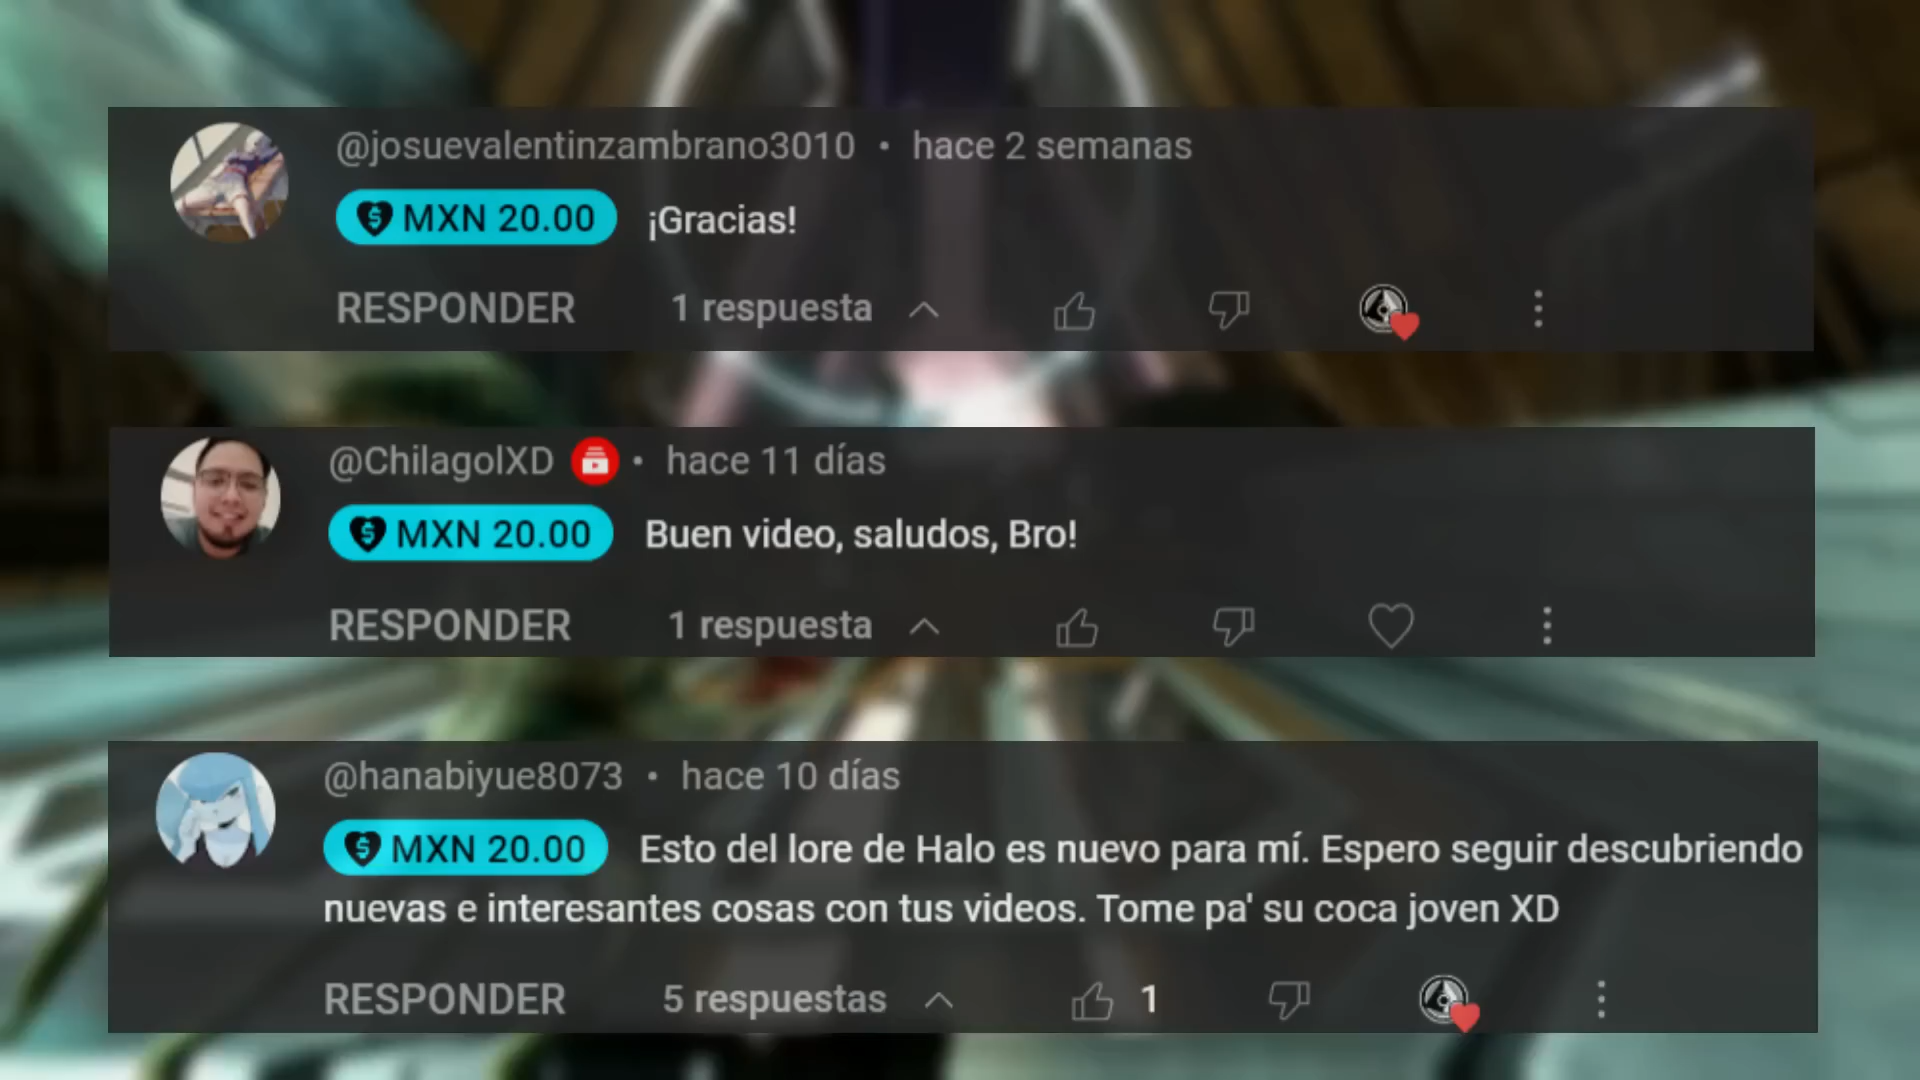 @josuevalentinzambrano3010 • hace 2 semanas
MXN 20.00 ¡Gracias!
RESPONDER 1 respuesta
@ChilagolXD • hace 11 días
MXN 20.00 Buen video, saludos, Bro!
RESPONDER 1 respuesta
@hanabiyue8073 • hace 10 días
MXN 20.00 Esto del lore de Halo es nuevo para mí. Espero seguir descubriendo
nuevas e interesantes cosas con tus videos. Tome pa' su coca joven XD
RESPONDER 5 respuestas 1